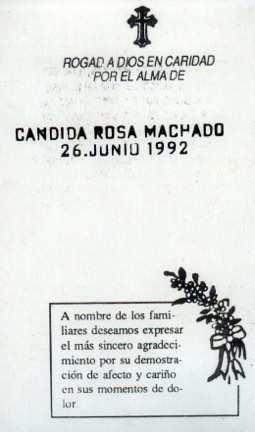 ROGAD A DIOS EN CARIDAD
POR EL ALMA DE
CANDIDA ROSA MACHADO
26.JUNIO 1992
A nombre de los fami-
liares deseamos expresar
el más sincero agradeci-
miento por su demostra-
ción de afecto y cariño
en sus momentos de do-
lor